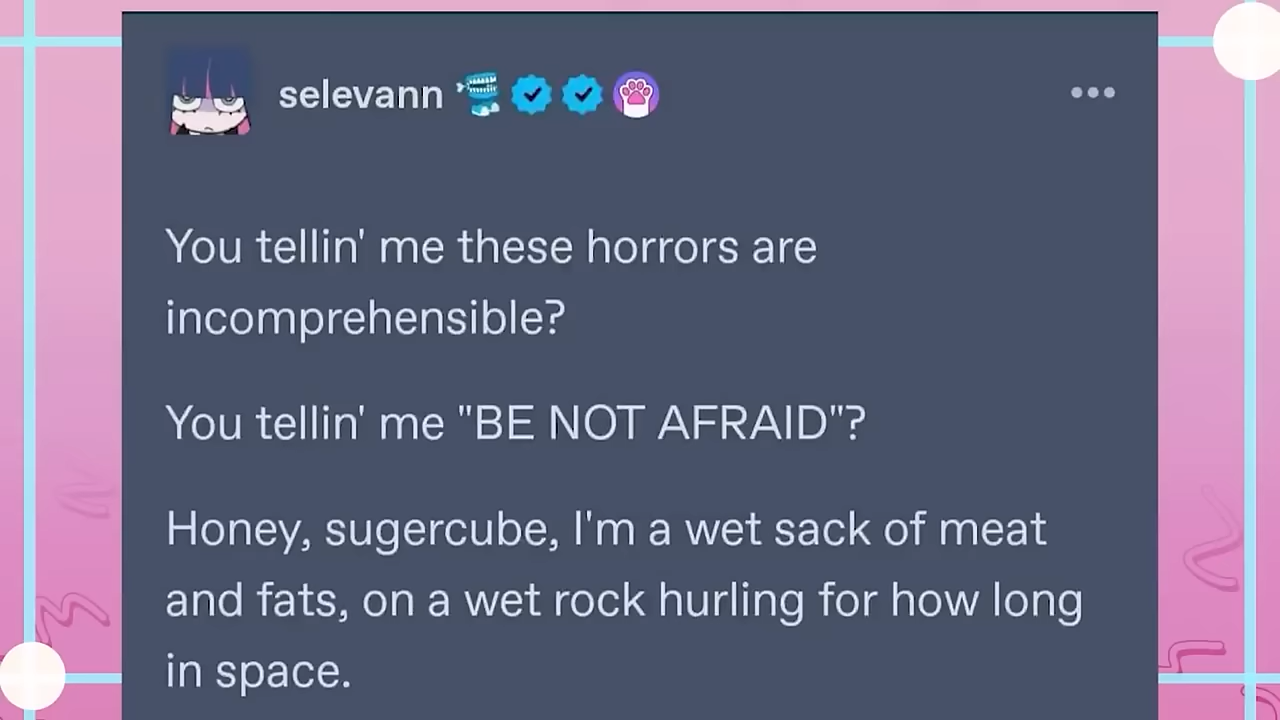 selevann
You tellin' me these horrors are
incomprehensible?
You tellin' me "BE NOT AFRAID"?
Honey, sugercube, I'm a wet sack of meat
and fats, on a wet rock hurling for how long
in space.